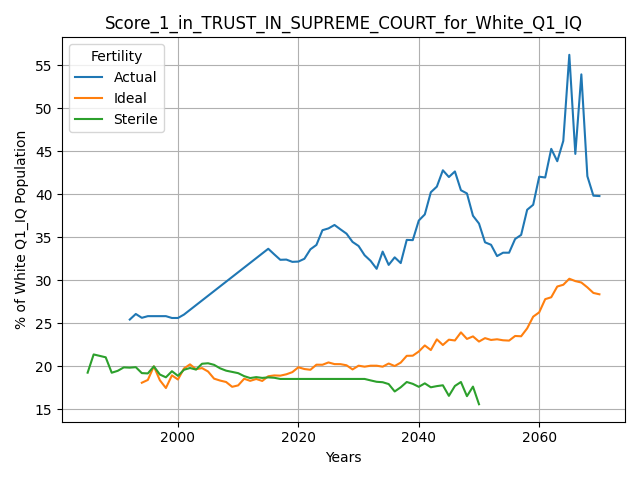 Score_1_in_TRUST_IN_SUPREME_COURT_for_White_Q1_IQ
Fertility
Actual
Ideal
Sterile
% of White Q1_IQ Population
55
50
45
40
35
30
25
20
15
2000
2020
2040
2060
Years